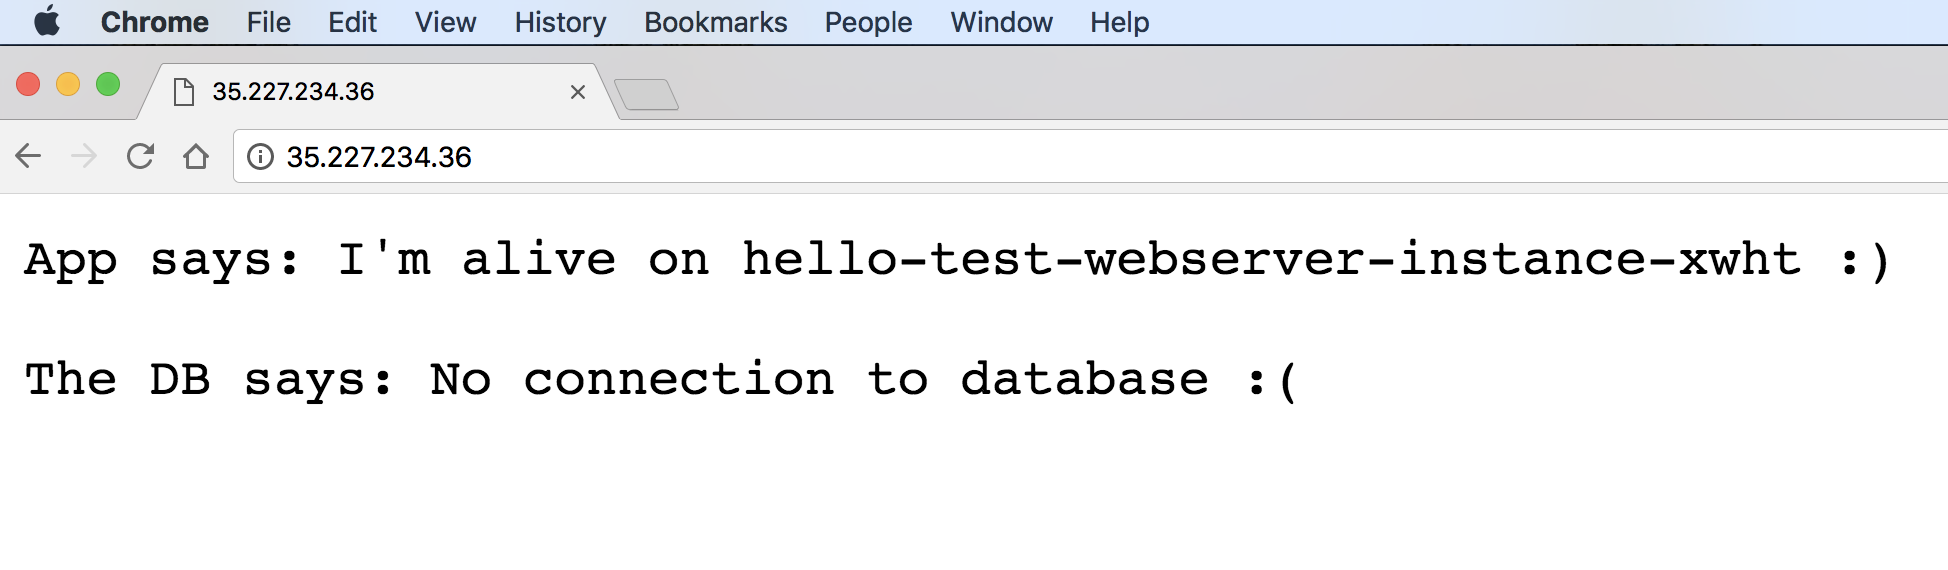 Chrome File Edit View History Bookmarks People Window Help
35.227.234.36
35.227.234.36
App says: I'm alive on hello-test-webserver-instance-xwht :)
The DB says: No connection to database :(